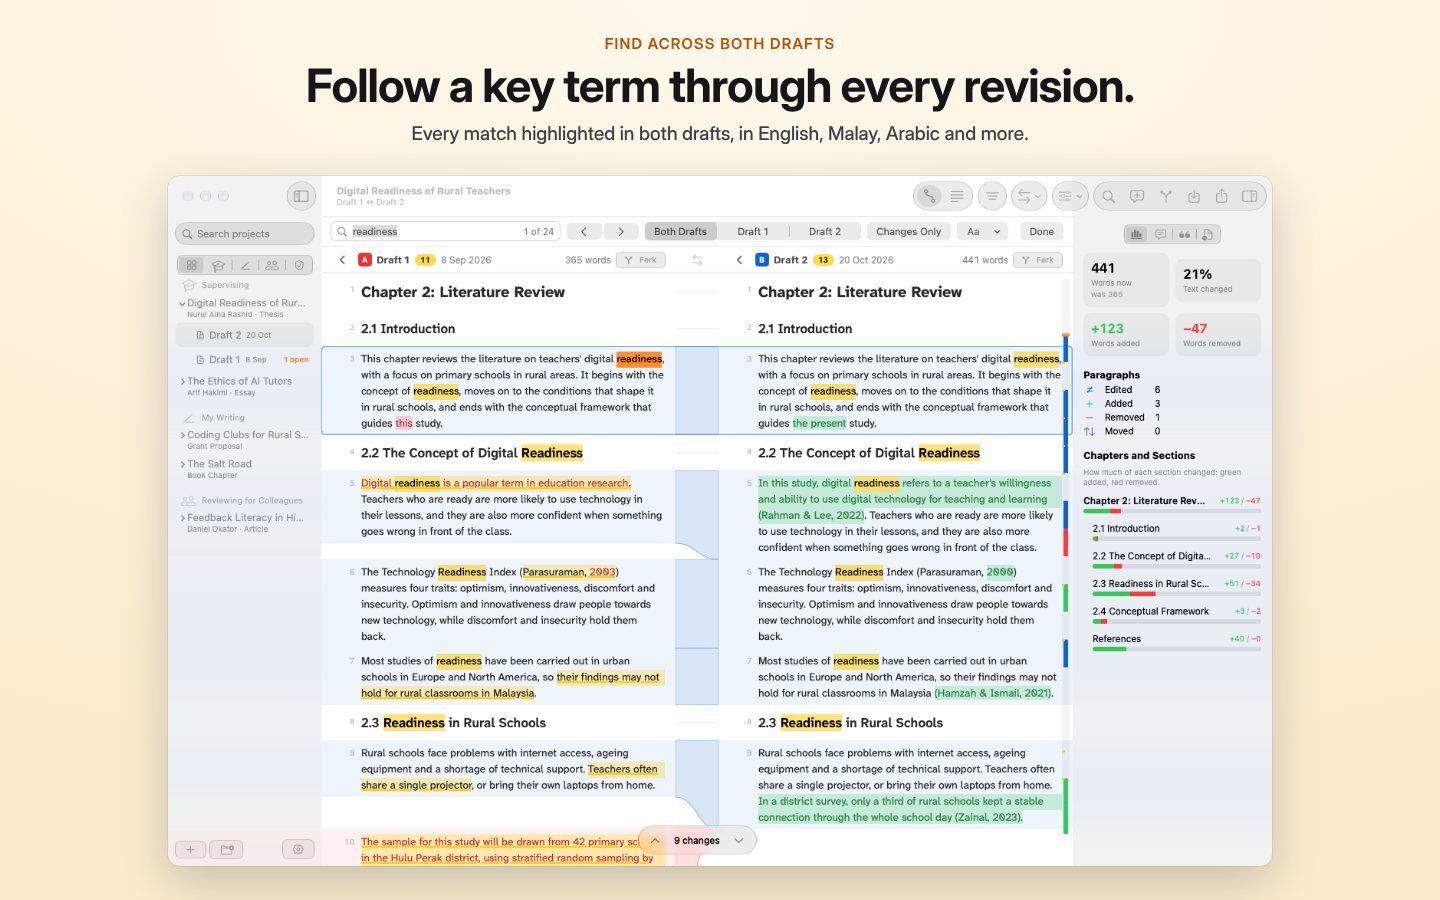 FIND ACROSS BOTH DRAFTS
Follow a key term through every revision.
Every match highlighted in both drafts, in English, Malay, Arabic and more.
Search projects
Supervising
Digital Readiness of Rur...
Nurul Aina Rashid · Thesis
Draft 2 20 Oct
Draft 1 8 Sep 1 open
The Ethics of AI Tutors
Arif Hakimi · Essay
My Writing
Coding Clubs for Rural S...
Grant Proposal
The Salt Road
Book Chapter
Reviewing for Colleagues
Feedback Literacy in Hi...
Daniel Okafor · Article
Digital Readiness of Rural Teachers
Draft 1 ↔ Draft 2
readiness 1 of 24
Both Drafts Draft 1 Draft 2 Changes Only Aa Done
A Draft 1 11 8 Sep 2026 365 words Fork
1 Chapter 2: Literature Review
2 2.1 Introduction
3 This chapter reviews the literature on teachers' digital readiness,
with a focus on primary schools in rural areas. It begins with the
concept of readiness, moves on to the conditions that shape it
in rural schools, and ends with the conceptual framework that
guides this study.
4 2.2 The Concept of Digital Readiness
5 Digital readiness is a popular term in education research.
Teachers who are ready are more likely to use technology in
their lessons, and they are also more confident when something
goes wrong in front of the class.
6 The Technology Readiness Index (Parasuraman, 2003)
measures four traits: optimism, innovativeness, discomfort and
insecurity. Optimism and innovativeness draw people towards
new technology, while discomfort and insecurity hold them
back.
7 Most studies of readiness have been carried out in urban
schools in Europe and North America, so their findings may not
hold for rural classrooms in Malaysia.
8 2.3 Readiness in Rural Schools
9 Rural schools face problems with internet access, ageing
equipment and a shortage of technical support. Teachers often
share a single projector, or bring their own laptops from home.
10 The sample for this study will be drawn from 42 primary
in the Hulu Perak district, using stratified random sampling by
B Draft 2 13 20 Oct 2026 441 words Fork
1 Chapter 2: Literature Review
2 2.1 Introduction
3 This chapter reviews the literature on teachers' digital readiness,
with a focus on primary schools in rural areas. It begins with the
concept of readiness, moves on to the conditions that shape it
in rural schools, and ends with the conceptual framework that
guides the present study.
4 2.2 The Concept of Digital Readiness
5 In this study, digital readiness refers to a teacher's willingness
and ability to use digital technology for teaching and learning
(Rahman & Lee, 2022). Teachers who are ready are more likely
to use technology in their lessons, and they are also more
confident when something goes wrong in front of the class.
6 The Technology Readiness Index (Parasuraman, 2000)
measures four traits: optimism, innovativeness, discomfort and
insecurity. Optimism and innovativeness draw people towards
new technology, while discomfort and insecurity hold them
back.
7 Most studies of readiness have been carried out in urban
schools in Europe and North America, so their findings may not
hold for rural classrooms in Malaysia (Hamzah & Ismail, 2021).
8 2.3 Readiness in Rural Schools
9 Rural schools face problems with internet access, ageing
equipment and a shortage of technical support. Teachers often
share a single projector, or bring their own laptops from home.
In a district survey, only a third of rural schools kept a stable
connection through the whole school day (Zainal, 2023).
9 changes
441
Words now
was 365
21%
Text changed
+123
Words added
−47
Words removed
Paragraphs
≠ Edited 6
+ Added 3
− Removed 1
↑↓ Moved 0
Chapters and Sections
How much of each section changed: green
added, red removed.
Chapter 2: Literature Rev... +123 / −47
2.1 Introduction +2 / −1
2.2 The Concept of Digita... +27 / −10
2.3 Readiness in Rural Sc... +51 / −34
2.4 Conceptual Framework +3 / −2
References +40 / −0